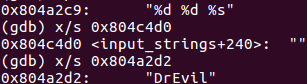 0x804a2c9:      "%d %d %s"
(gdb) x/s 0x804c4d0
0x804c4d0 <input_strings+240>:  ""
(gdb) x/s 0x804a2d2
0x804a2d2:      "DrEvil"